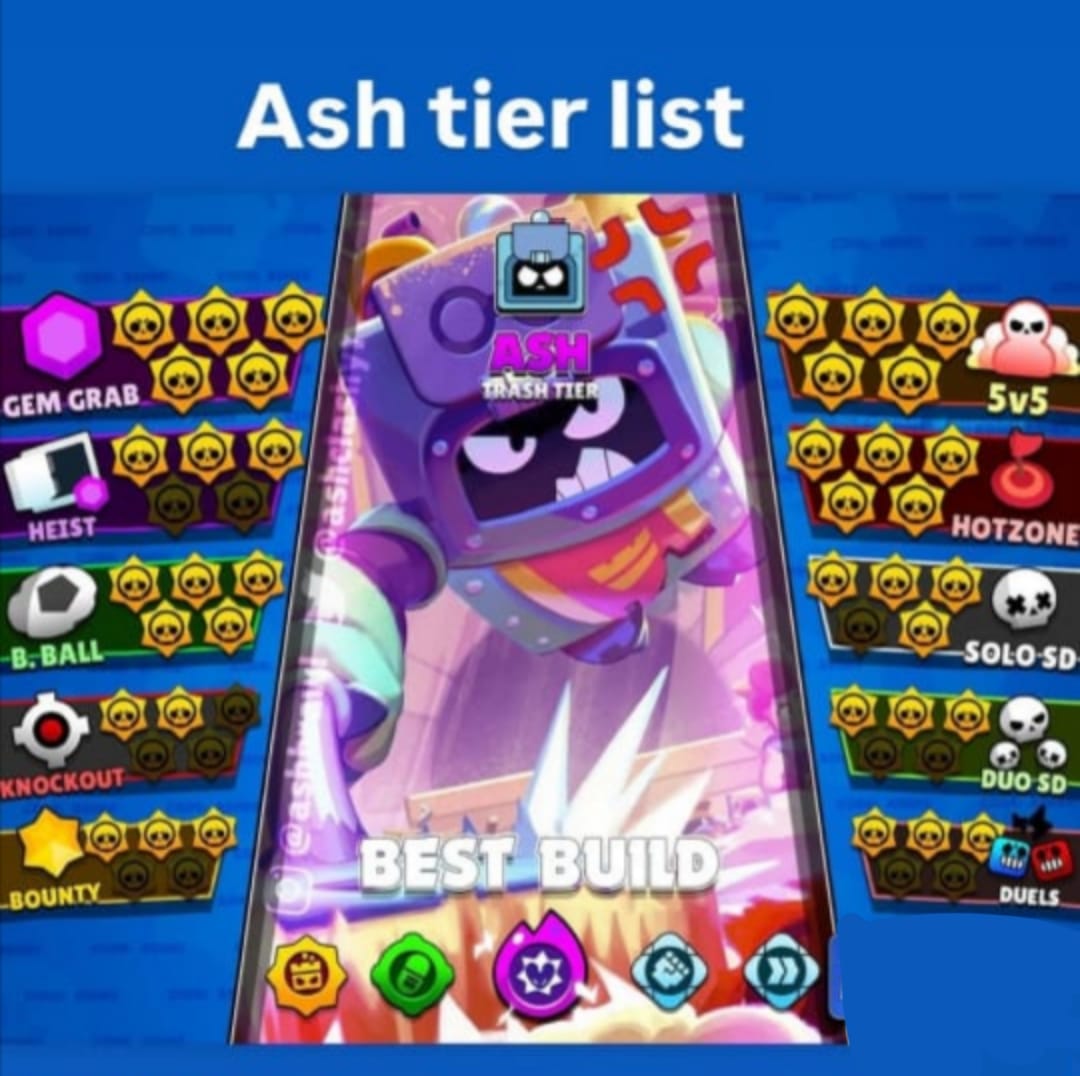 Ash tier list
ASH
TRASH TIER
GEM GRAB
HEIST
B. BALL
KNOCKOUT
BOUNTY
5v5
HOTZONE
SOLO SD
DUO SD
DUELS
BEST BUILD